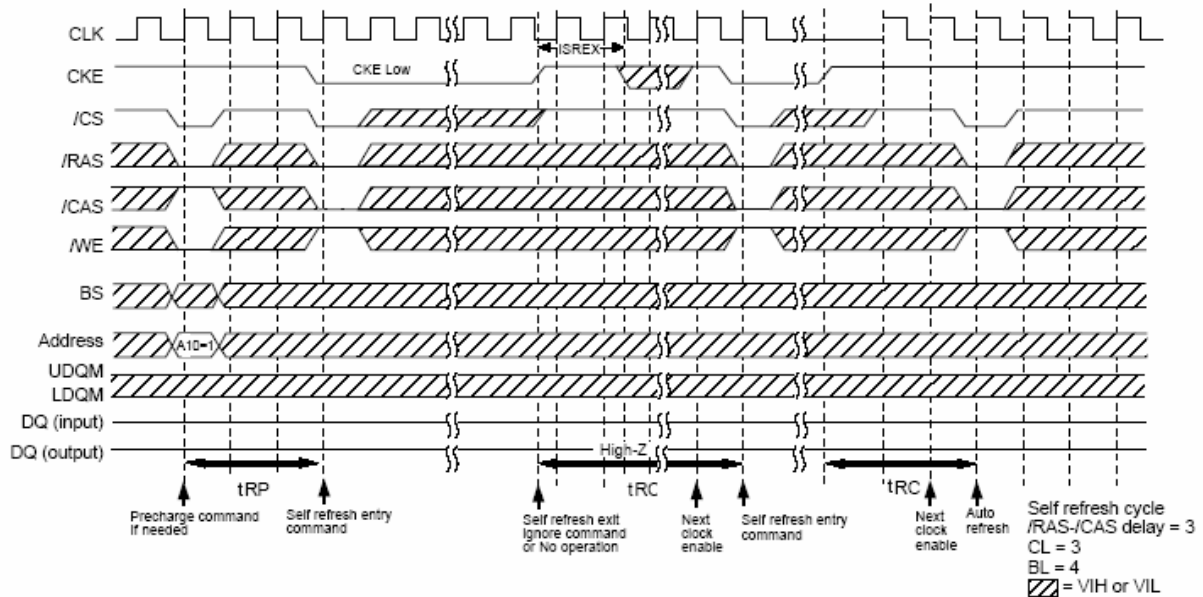 CLK
ISREX
CKE
CKE Low
/CS
/RAS
/CAS
/WE
BS
Address
A10=1
UDQM
LDQM
DQ (input)
DQ (output)
High-Z
tRP
tRC
tRC
Precharge command
If needed
Self refresh entry
command
Self refresh exit
Ignore command
or No operation
Next
clock
enable
Self refresh entry
command
Next
clock
enable
Auto
refresh
Self refresh cycle
/RAS-/CAS delay = 3
CL = 3
BL = 4
= VIH or VIL